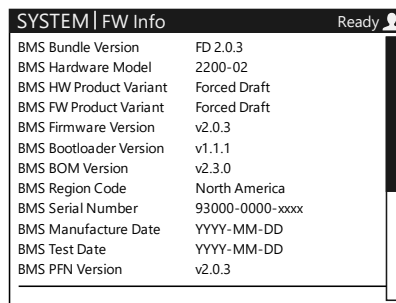 SYSTEM | FW Info Ready
BMS Bundle Version FD 2.0.3
BMS Hardware Model 2200-02
BMS HW Product Variant Forced Draft
BMS FW Product Variant Forced Draft
BMS Firmware Version v2.0.3
BMS Bootloader Version v1.1.1
BMS BOM Version v2.3.0
BMS Region Code North America
BMS Serial Number 93000-0000-xxxx
BMS Manufacture Date YYYY-MM-DD
BMS Test Date YYYY-MM-DD
BMS PFN Version v2.0.3